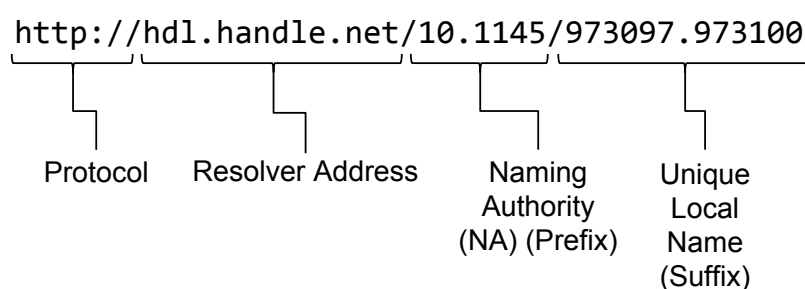 http://hdl.handle.net/10.1145/973097.973100
Protocol
Resolver Address
Naming
Authority
(NA) (Prefix)
Unique
Local
Name
(Suffix)